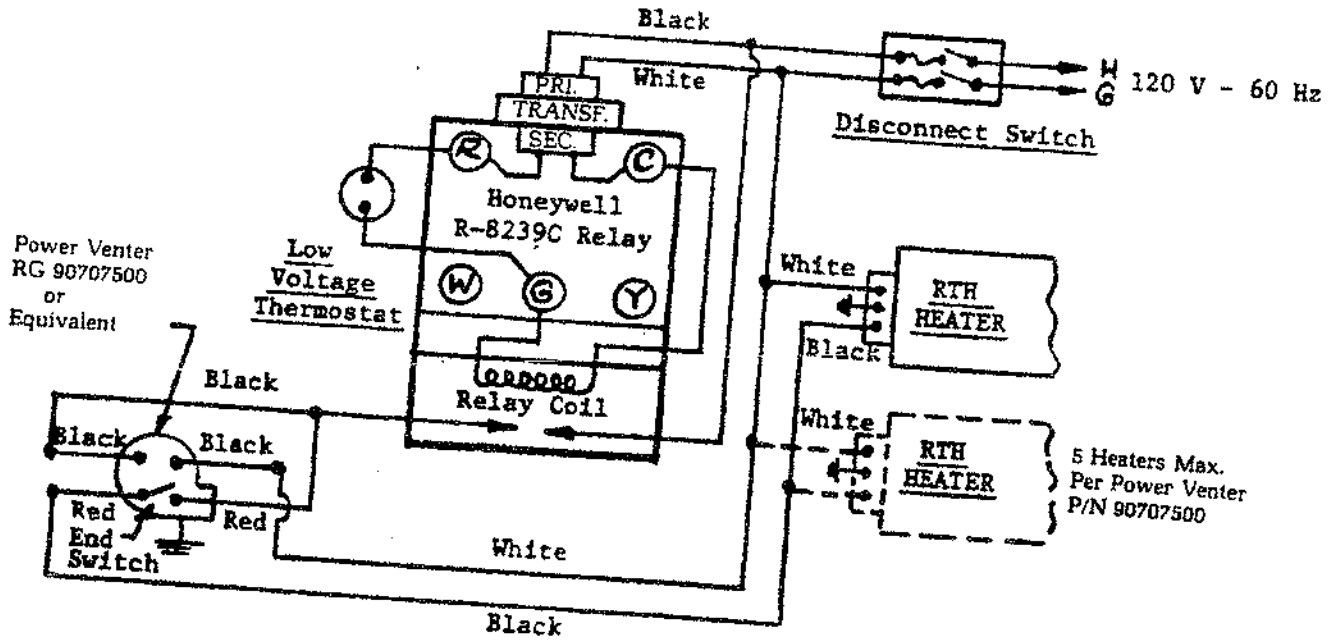 Black
White
PRI.
TRANSF.
SEC.
R
C
Honeywell
R-8239C Relay
W
G
Y
Relay Coil
H
G
120 V - 60 Hz
Disconnect Switch
Low
Voltage
Thermostat
Power Venter
RG 90707500
or
Equivalent
Black
Black
Black
Red
Red
End
Switch
White
Black
White
Black
RTH
HEATER
White
RTH
HEATER
5 Heaters Max.
Per Power Venter
P/N 90707500